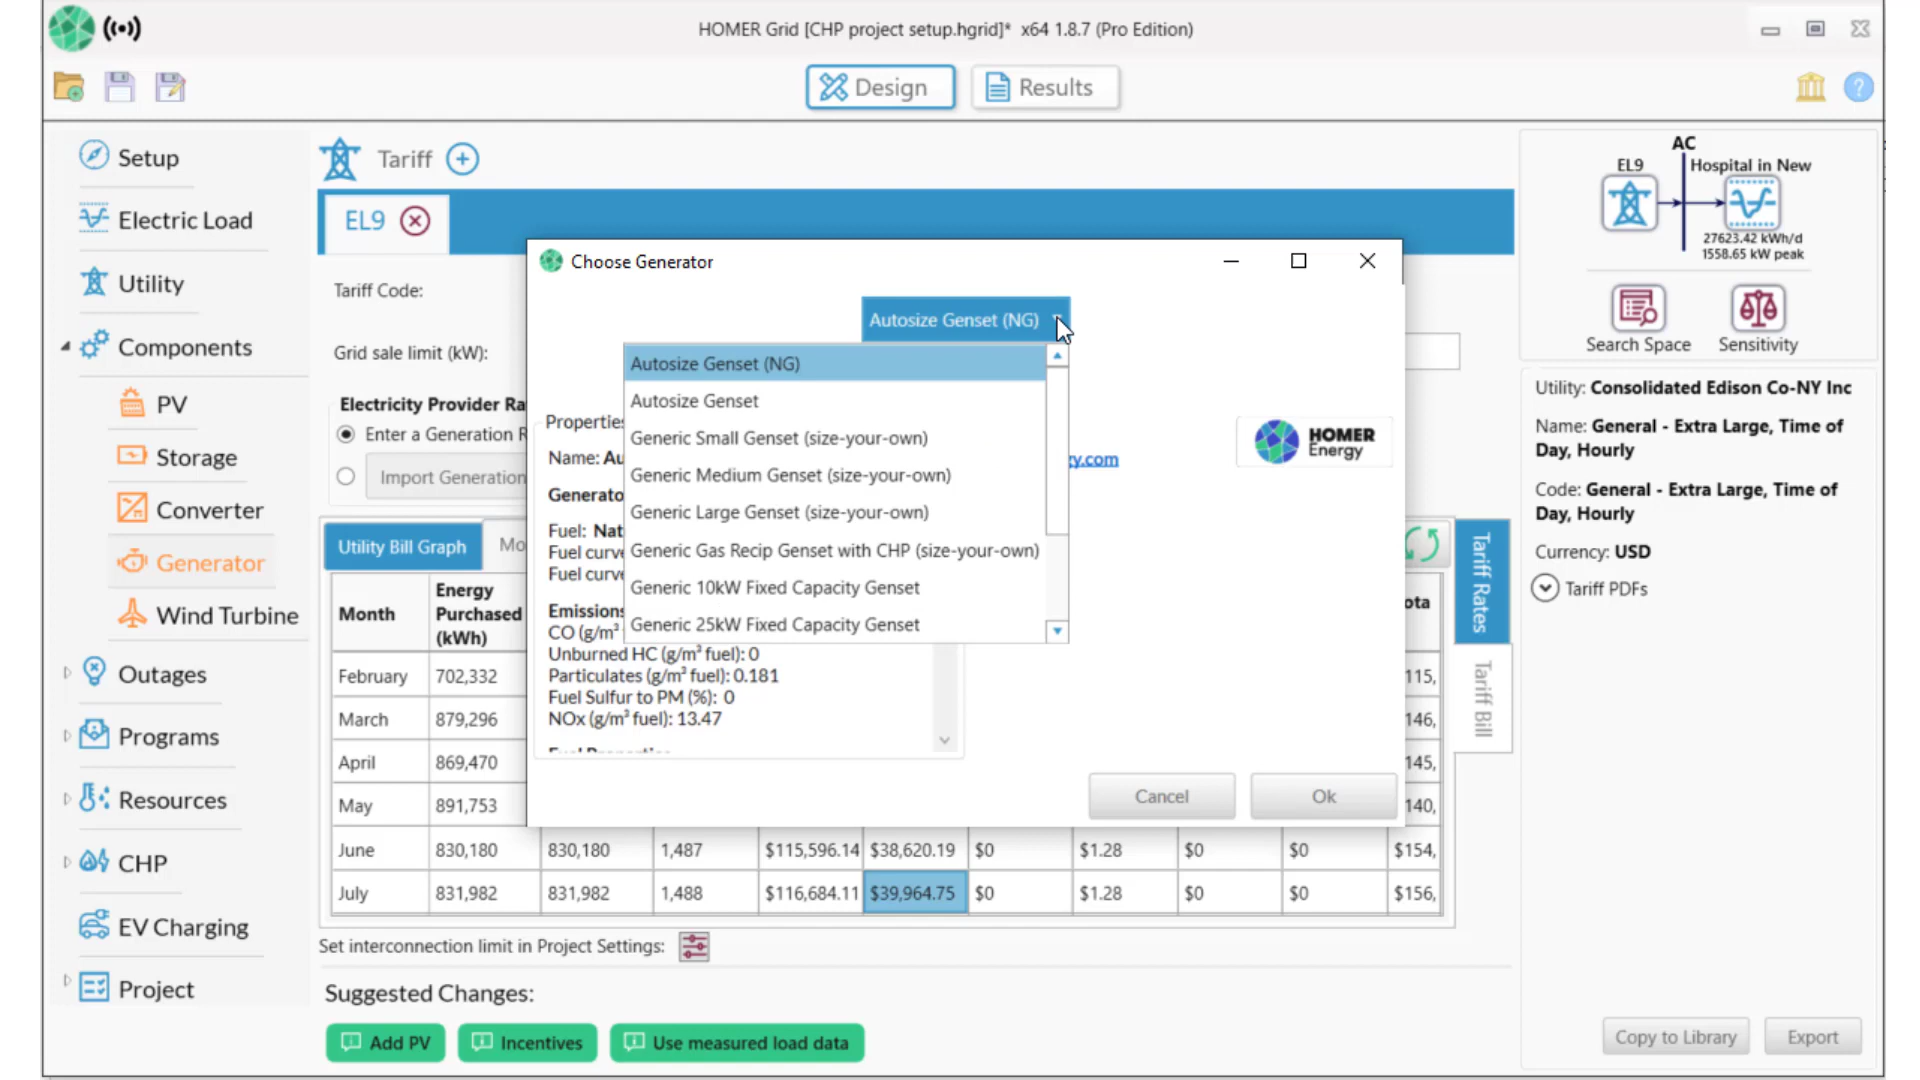 HOMER Grid [CHP project setup.hgrid]* x64 1.8.7 (Pro Edition)
Design
Results
Setup
Electric Load
Utility
Components
PV
Storage
Converter
Generator
Wind Turbine
Outages
Programs
Resources
CHP
EV Charging
Project
Tariff
EL9
Tariff Code:
Grid sale limit (kW):
Electricity Provider Ra
Enter a Generation R
Import Generation
Utility Bill Graph
Mo
Month Energy Purchased (kWh) ota
February 702,332 115,
March 879,296 146,
April 869,470 145,
May 891,753 140,
June 830,180 830,180 1,487 $115,596.14 $38,620.19 $0 $1.28 $0 $0 $154,
July 831,982 831,982 1,488 $116,684.11 $39,964.75 $0 $1.28 $0 $0 $156,
Set interconnection limit in Project Settings:
Suggested Changes:
Add PV
Incentives
Use measured load data
Tariff Rates
Tariff Bill
Choose Generator
Autosize Genset (NG)
Autosize Genset (NG)
Autosize Genset
Generic Small Genset (size-your-own)
Generic Medium Genset (size-your-own)
Generic Large Genset (size-your-own)
Generic Gas Recip Genset with CHP (size-your-own)
Generic 10kW Fixed Capacity Genset
Generic 25kW Fixed Capacity Genset
Properties
Name: Au
Generato
Fuel: Nat
Fuel curve
Fuel curve
Emissions
CO (g/m³
Unburned HC (g/m³ fuel): 0
Particulates (g/m³ fuel): 0.181
Fuel Sulfur to PM (%): 0
NOx (g/m³ fuel): 13.47
y.com
HOMER
Energy
Cancel
Ok
AC
EL9
Hospital in New
27623.42 kWh/d
1558.65 kW peak
Search Space
Sensitivity
Utility: Consolidated Edison Co-NY Inc
Name: General - Extra Large, Time of
Day, Hourly
Code: General - Extra Large, Time of
Day, Hourly
Currency: USD
Tariff PDFs
Copy to Library
Export